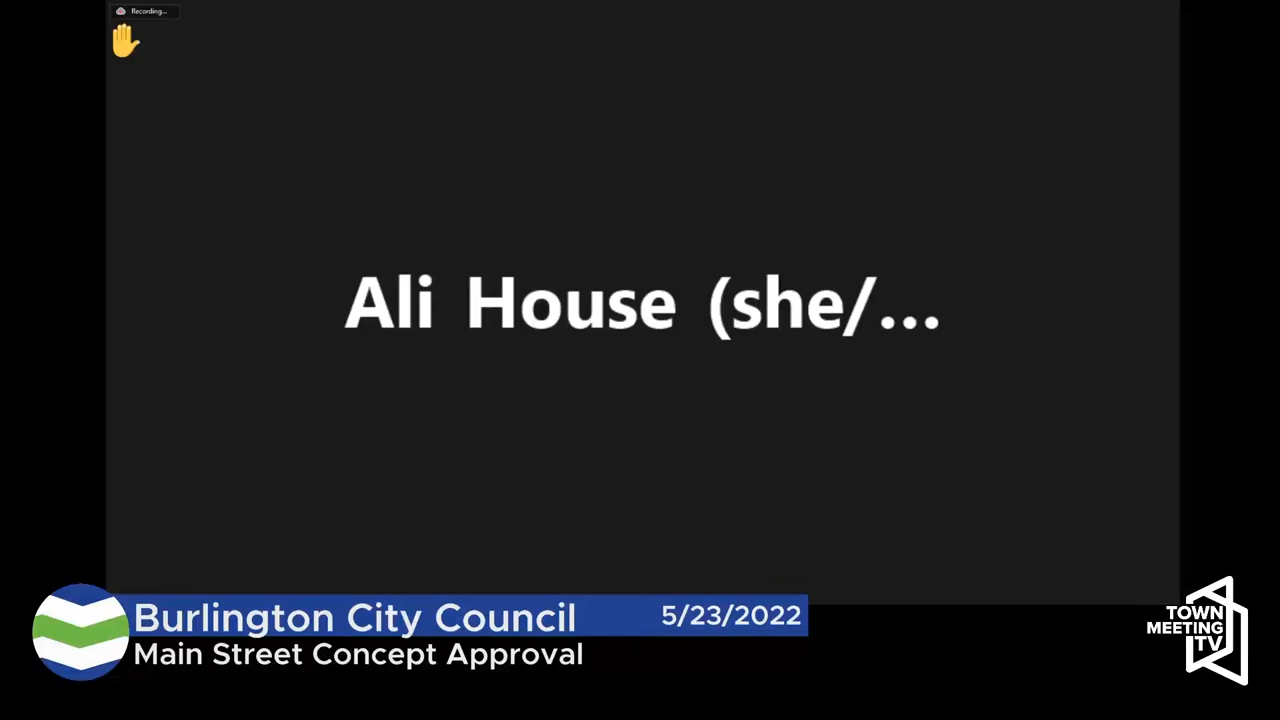 Recording...
Ali House (she/...
Burlington City Council
5/23/2022
Main Street Concept Approval
TOWN
MEETING
TV